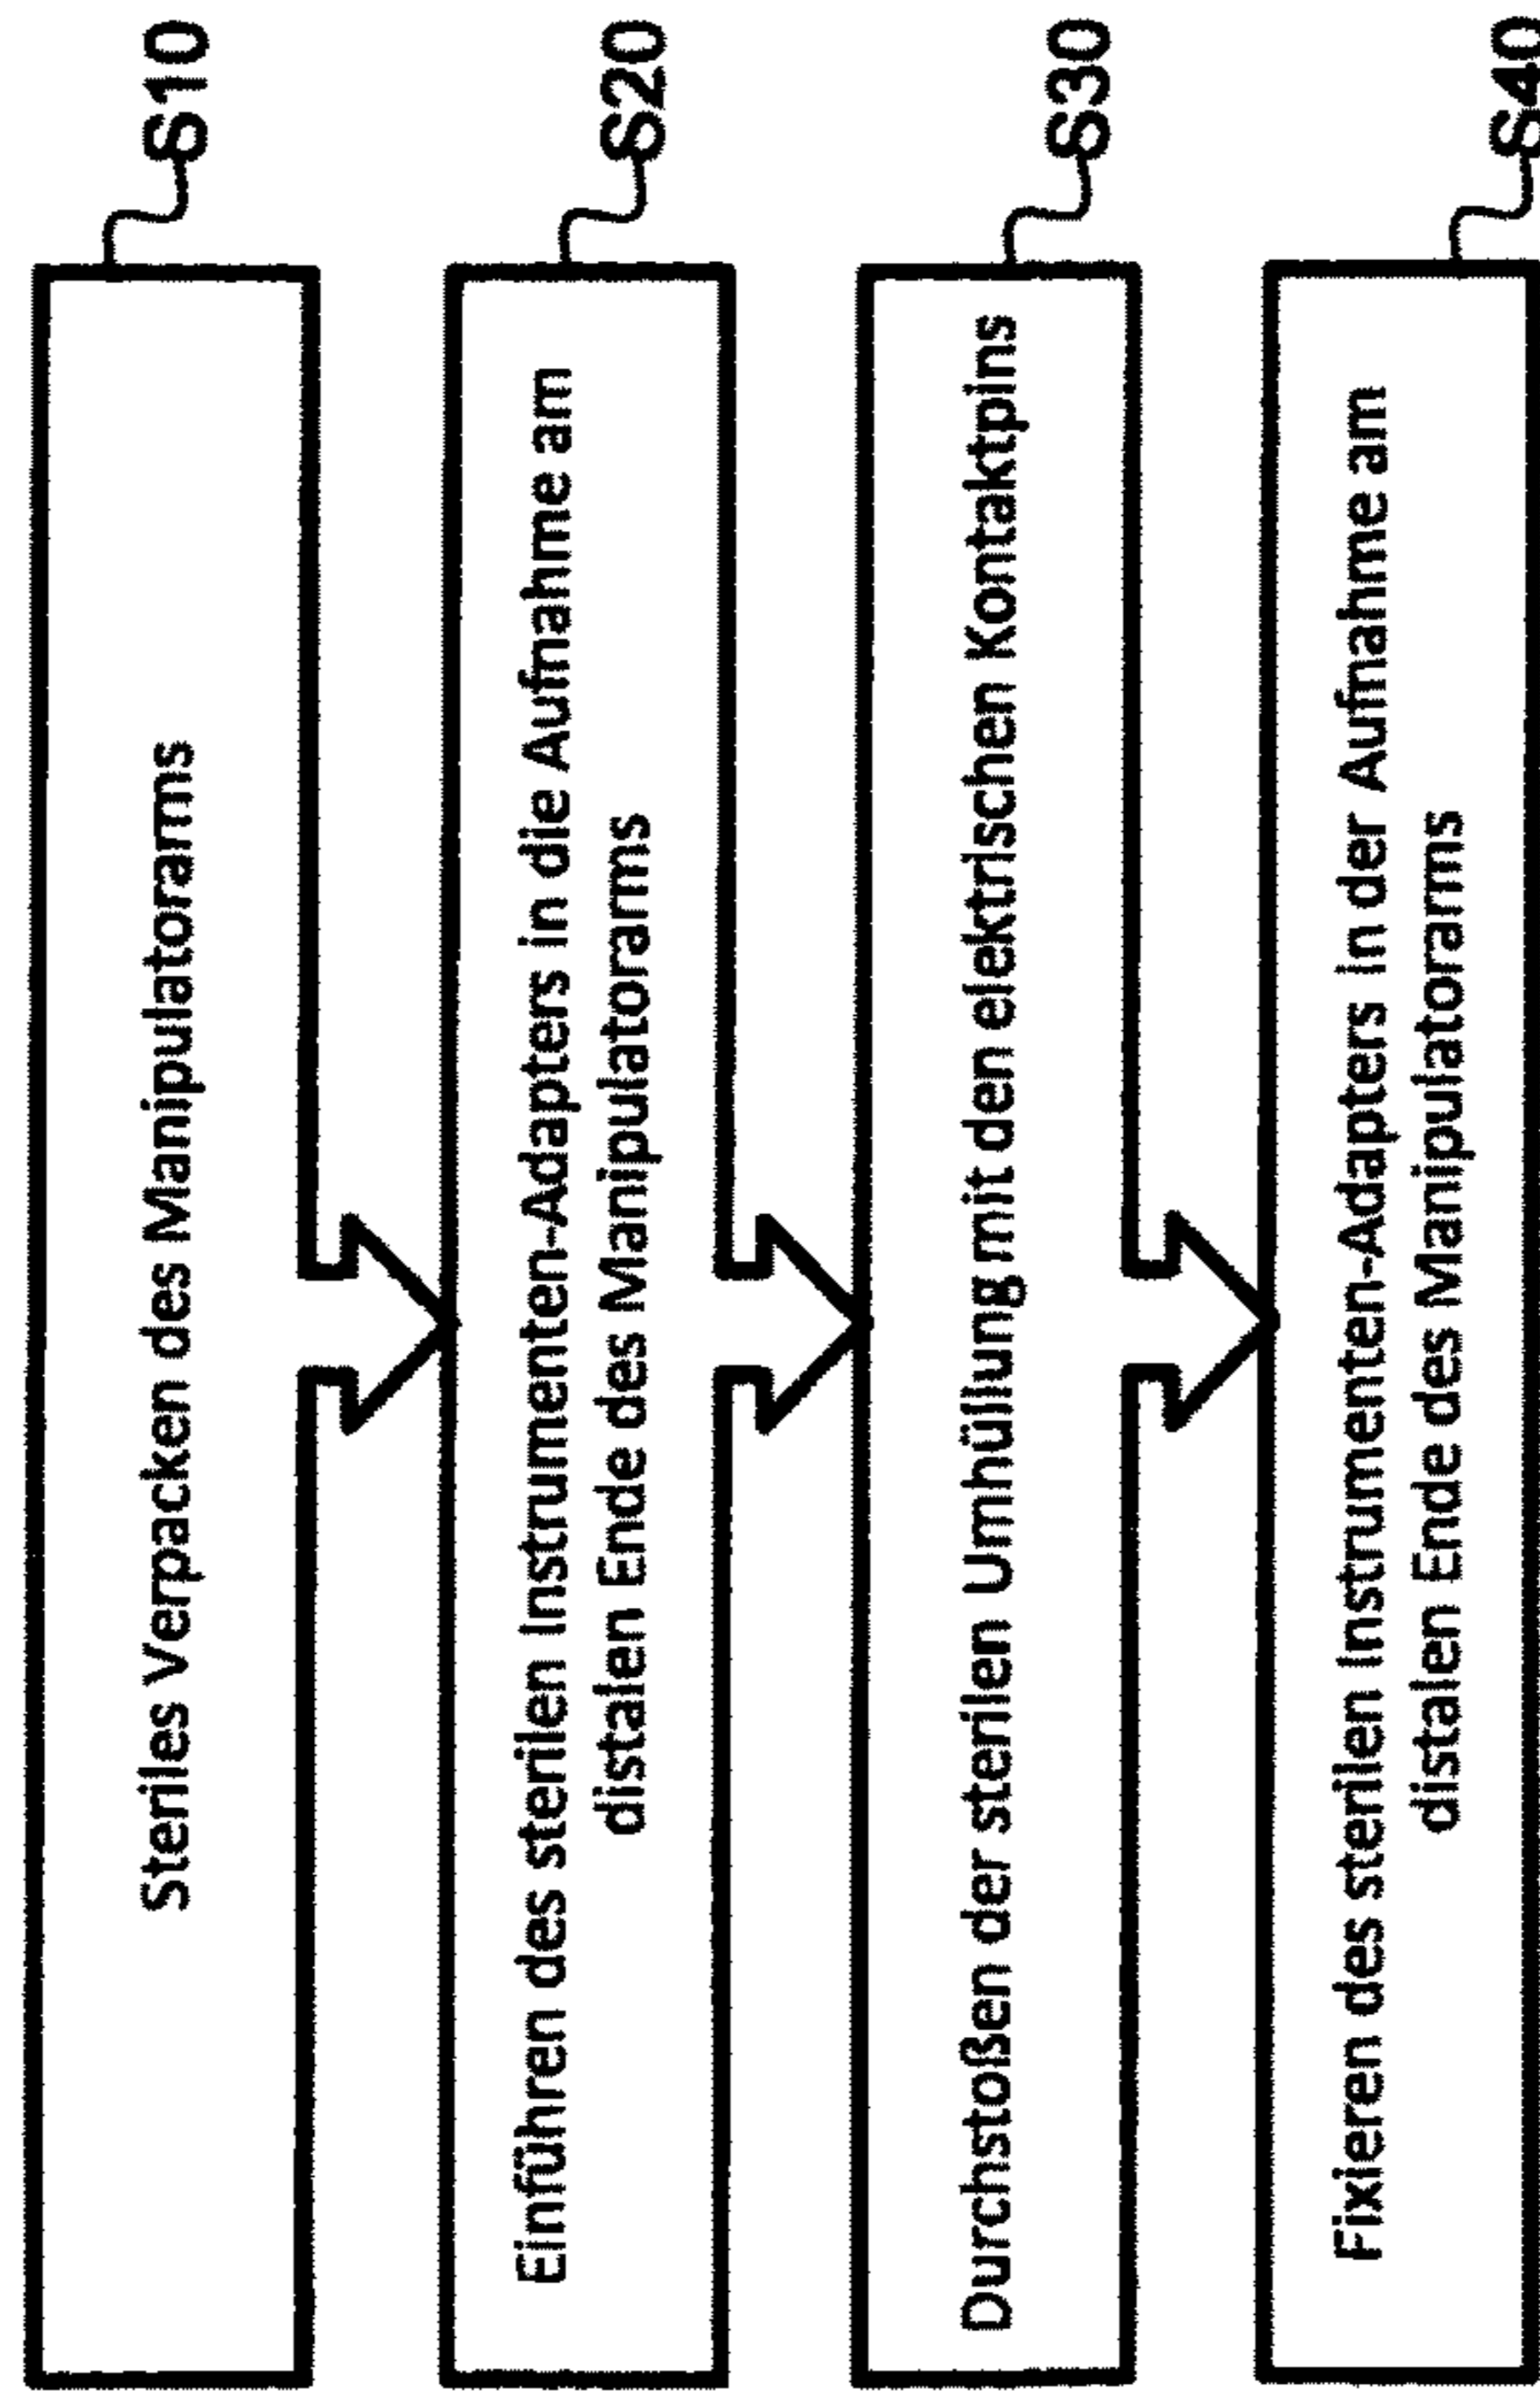 Steriles Verpacken des Manipulatorarms
S10
Einführen des sterilen Instrumenten-Adapters in die Aufnahme am
distalen Ende des Manipulatorarms
S20
Durchstoßen der sterilen Umhüllung mit den elektrischen Kontaktpins
S30
Fixieren des sterilen Instrumenten-Adapters in der Aufnahme am
distalen Ende des Manipulatorarms
S40